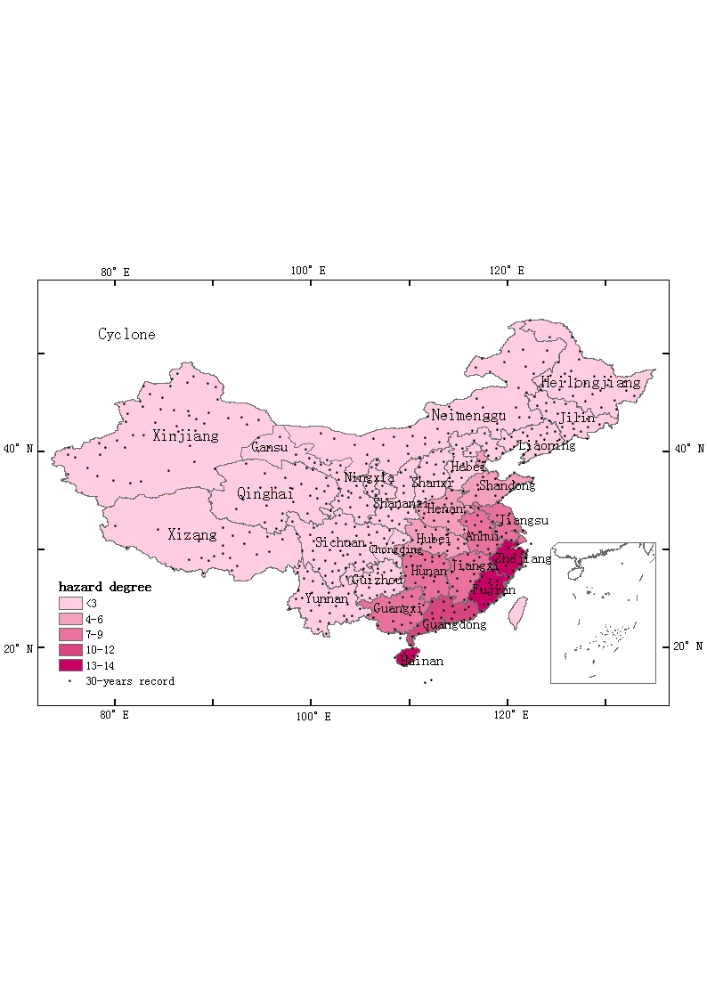 80° E 100° E 120° E
Cyclone
Heilongjiang
Neimenggu
Jilin
Xinjiang
Gansu
Liaoning
40° N 40° N
Hebei
Ningxia
Shanxi
Shandong
Qinghai
Shananxi
Henan
Jiangsu
Xizang
Sichuan
Hubei
Anhui
Chongding
Zhejiang
Jiangxi
Hunan
Guizhou
hazard degree
Fujian
Yunnan
<3
Guangxi
4-6
Guangdong
7-9
20° N 20° N
10-12
Hainan
13-14
30-years record
80° E 100° E 120° E